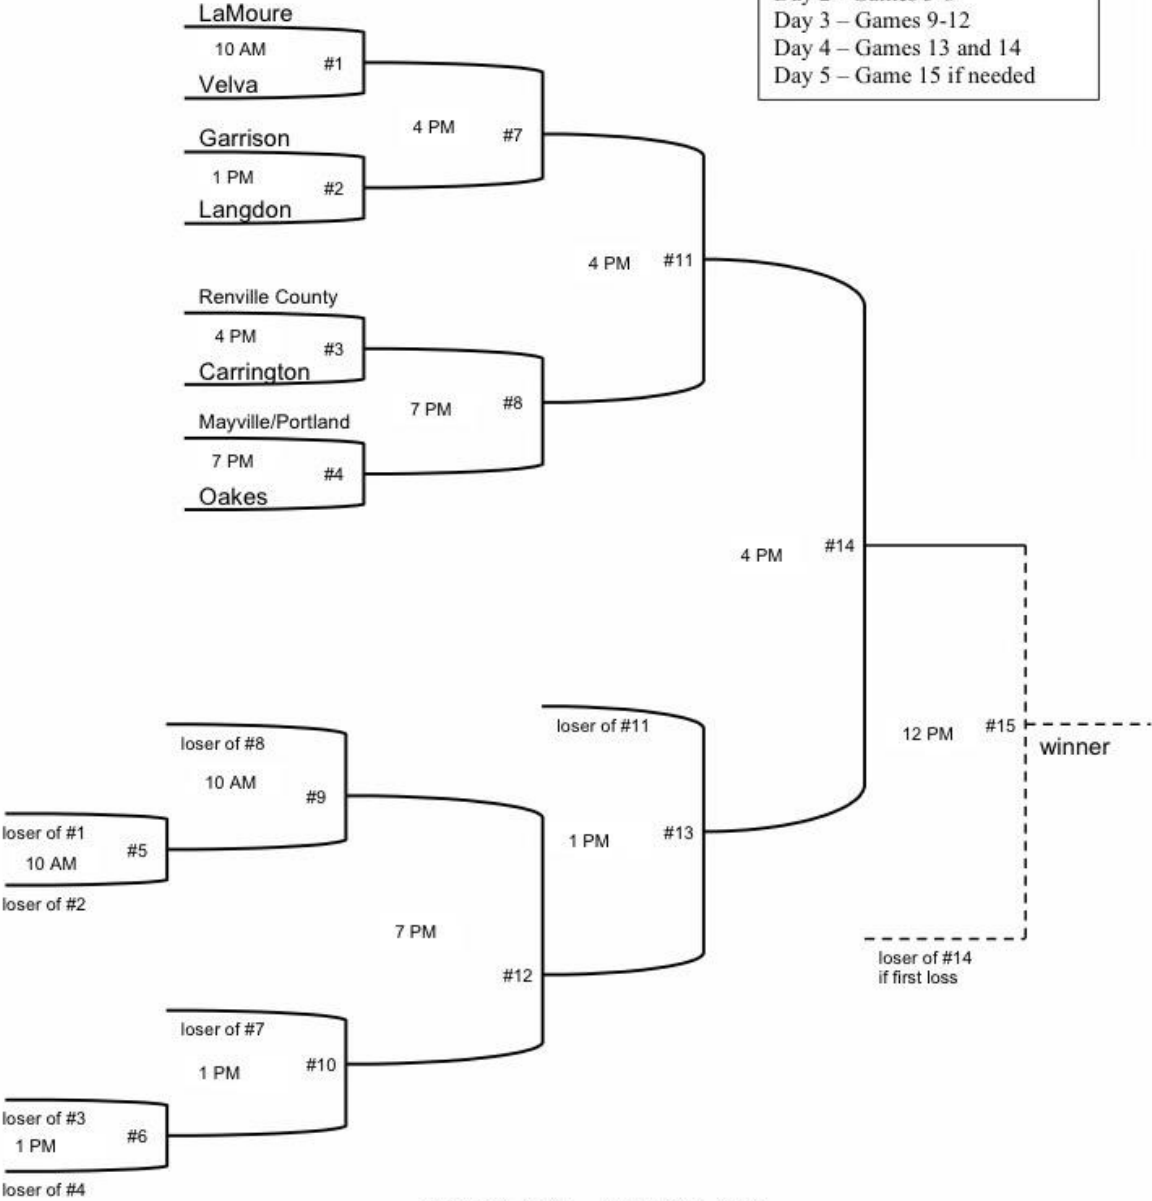 LaMoure
10 AM
#1
Velva
Garrison
1 PM
#2
Langdon
4 PM
#7
Renville County
4 PM
#3
Carrington
Mayville/Portland
7 PM
#4
Oakes
7 PM
#8
4 PM
#11
Day 3 – Games 9-12
Day 4 – Games 13 and 14
Day 5 – Game 15 if needed
4 PM
#14
loser of #8
10 AM
#9
loser of #1
10 AM
#5
loser of #2
7 PM
#12
loser of #7
1 PM
#10
loser of #3
1 PM
#6
loser of #4
loser of #11
1 PM
#13
12 PM
#15
winner
loser of #14
if first loss